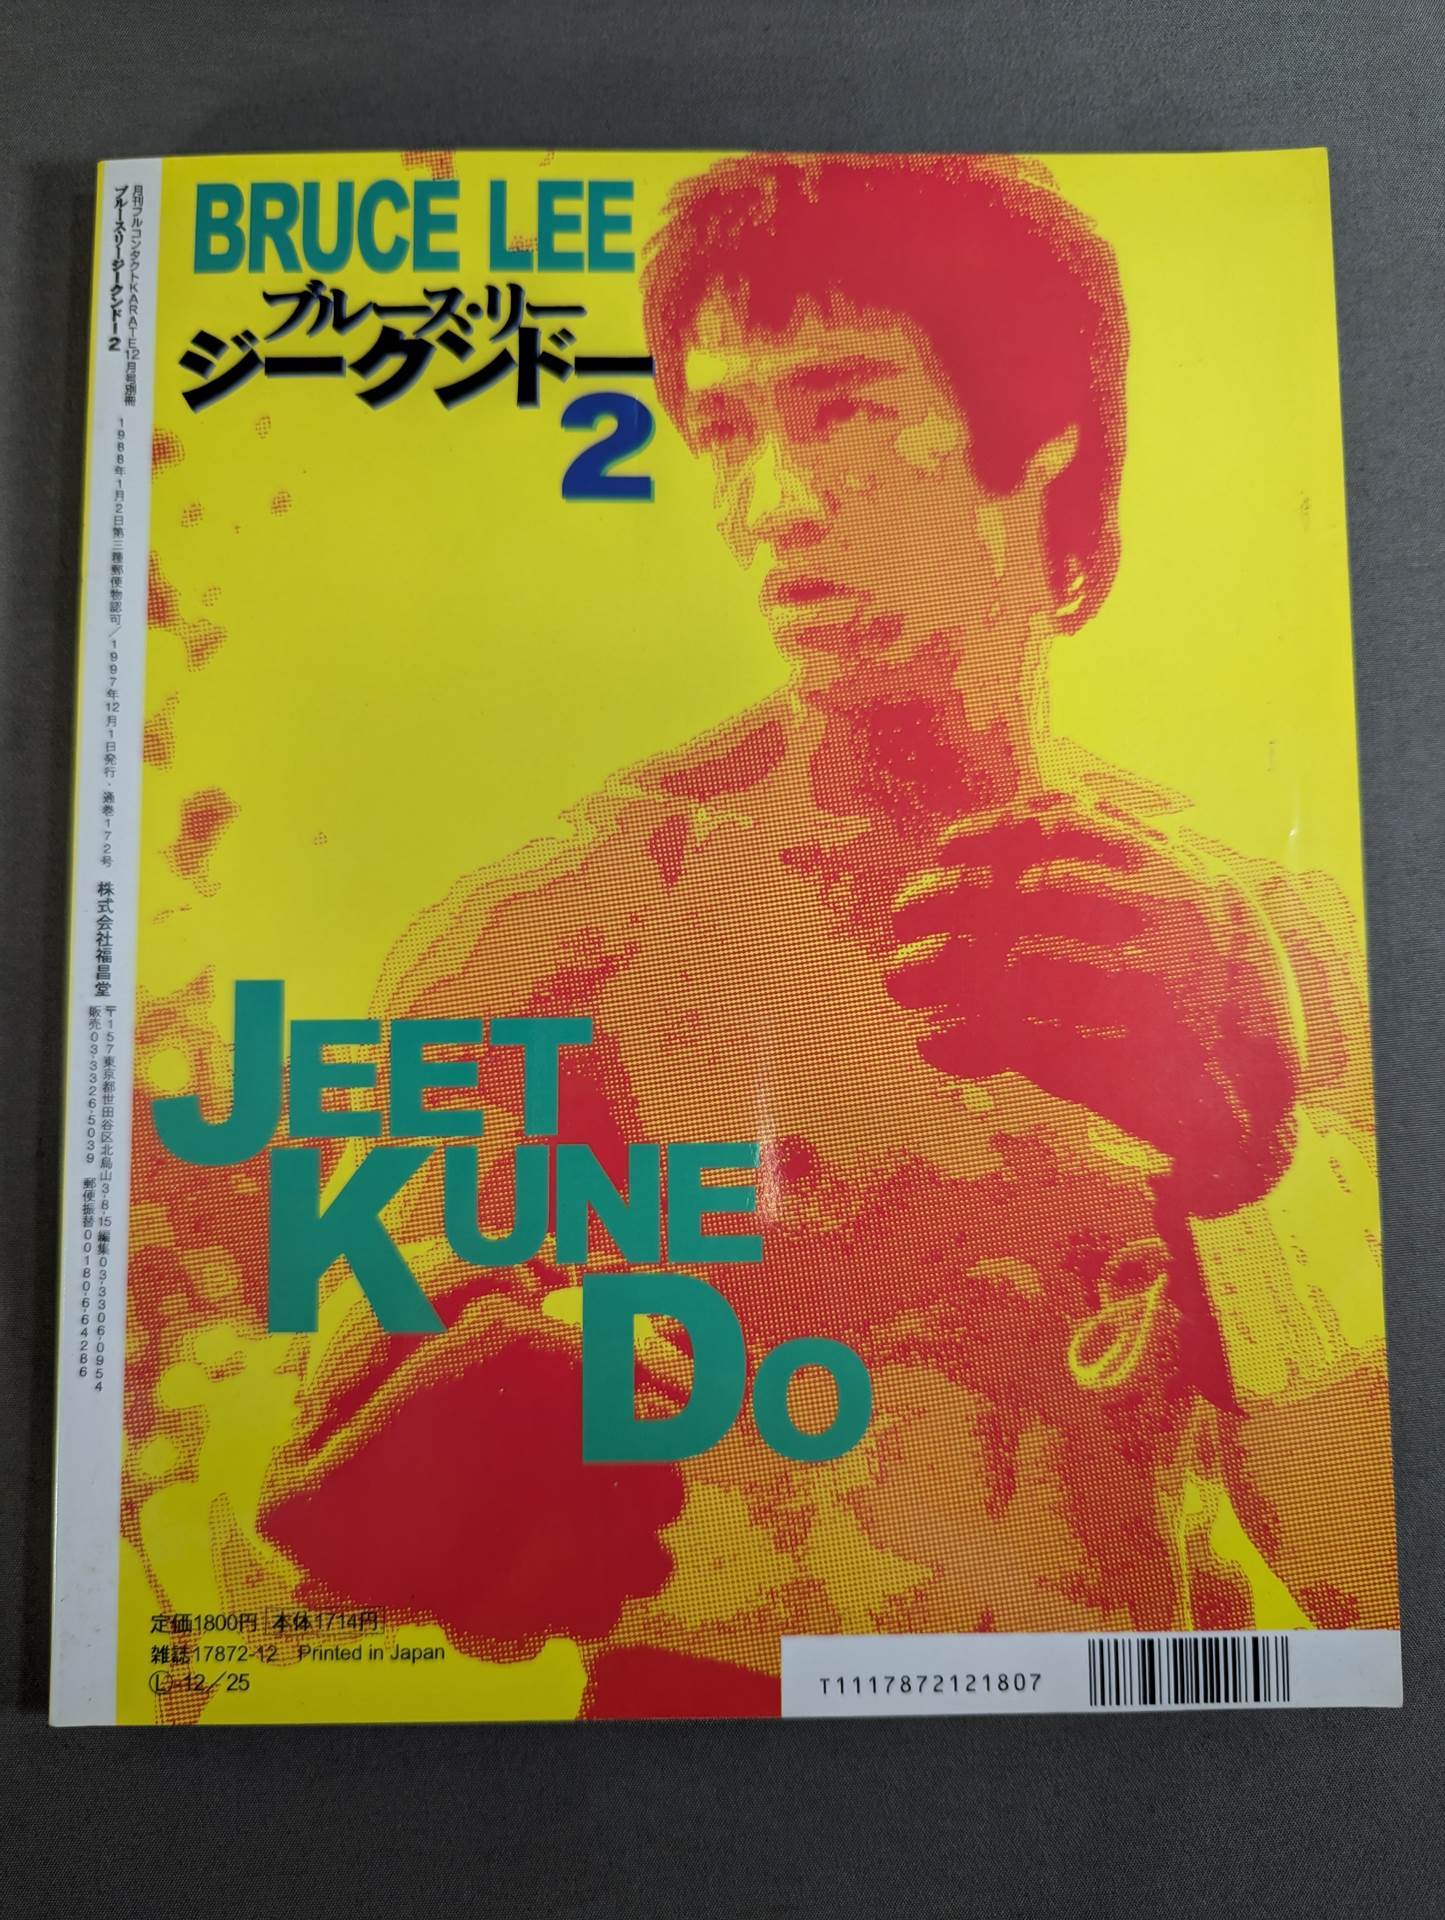 BRUCE LEE
ブルース・リー
ジークンドー
2
JEET
KUNE
DO
定価1800円 本体1714円
雑誌17872-12 Printed in Japan
Ⓛ-12/25
T1117872121807
月刊フルコンタクトKARATE12月号別冊
ブルース・リージークンドー2
1988年1月2日第三種郵便物認可/1997年12月1日発行・通巻172号
株式会社福昌堂
〒157東京都世田谷区北烏山3-8-15 編集03-3306-0954
販売03-3326-5039 郵便振替00180-6-64286